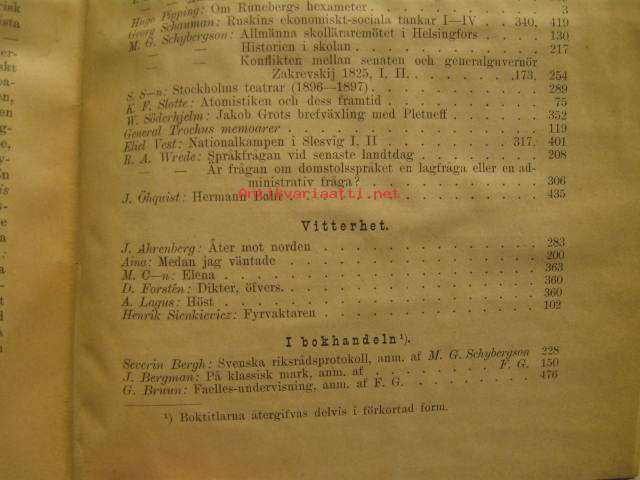 Hugo Pipping: Om Runebergs hexameter . . . . . . 3
Georg Schauman: Ruskins ekonomiskt-sociala tankar I—IV . . 340, 419
M. G. Schybergson: Allmänna skolläraremötet i Helsingfors . . . 130
— — Historien i skolan . . . . . . . . 217
— — Konflikten mellan senaten och generalguvernör
Zakrevskij 1825, I, II. . . . . . 173, 254
S. S—n: Stockholms teatrar (1896—1897) . . . . . . 289
K. F. Slotte: Atomistiken och dess framtid . . . . . . 75
W. Söderhjelm: Jakob Grots brefväxling med Pletneff . . . . 352
General Trochus memoarer . . . . . . . . 119
Eliel Vest: Nationalkampen i Slesvig I, II . . . . . 317, 401
R. A. Wrede: Språkfrågan vid senaste landtdag . . . . . 208
— — Är frågan om domstolsspråket en lagfråga eller en ad-
ministrativ fråga? . . . . . . . 306
J. Öhquist: Hermann Bahr . . . . . . . . 435
Antikvariaatti.net
Vitterhet.
J. Ahrenberg: Åter mot norden . . . . . . . 283
Aina: Medan jag väntade . . . . . . . . 200
M. C—n: Elena . . . . . . . . . 363
D. Forstén: Dikter, öfvers. . . . . . . . . 360
A. Lagus: Höst . . . . . . . . . 360
Henrik Sienkievicz: Fyrvaktaren . . . . . . . 102
I bokhandeln¹).
Severin Bergh: Svenska riksrådsprotokoll, anm. af M. G. Schybergson 228
J. Bergman: På klassisk mark, anm. af . . . . . F. G. 150
G. Bruun: Faelles-undervisning, anm. af F. G. . . . . . 476
¹) Boktitlarna återgifvas delvis i förkortad form.